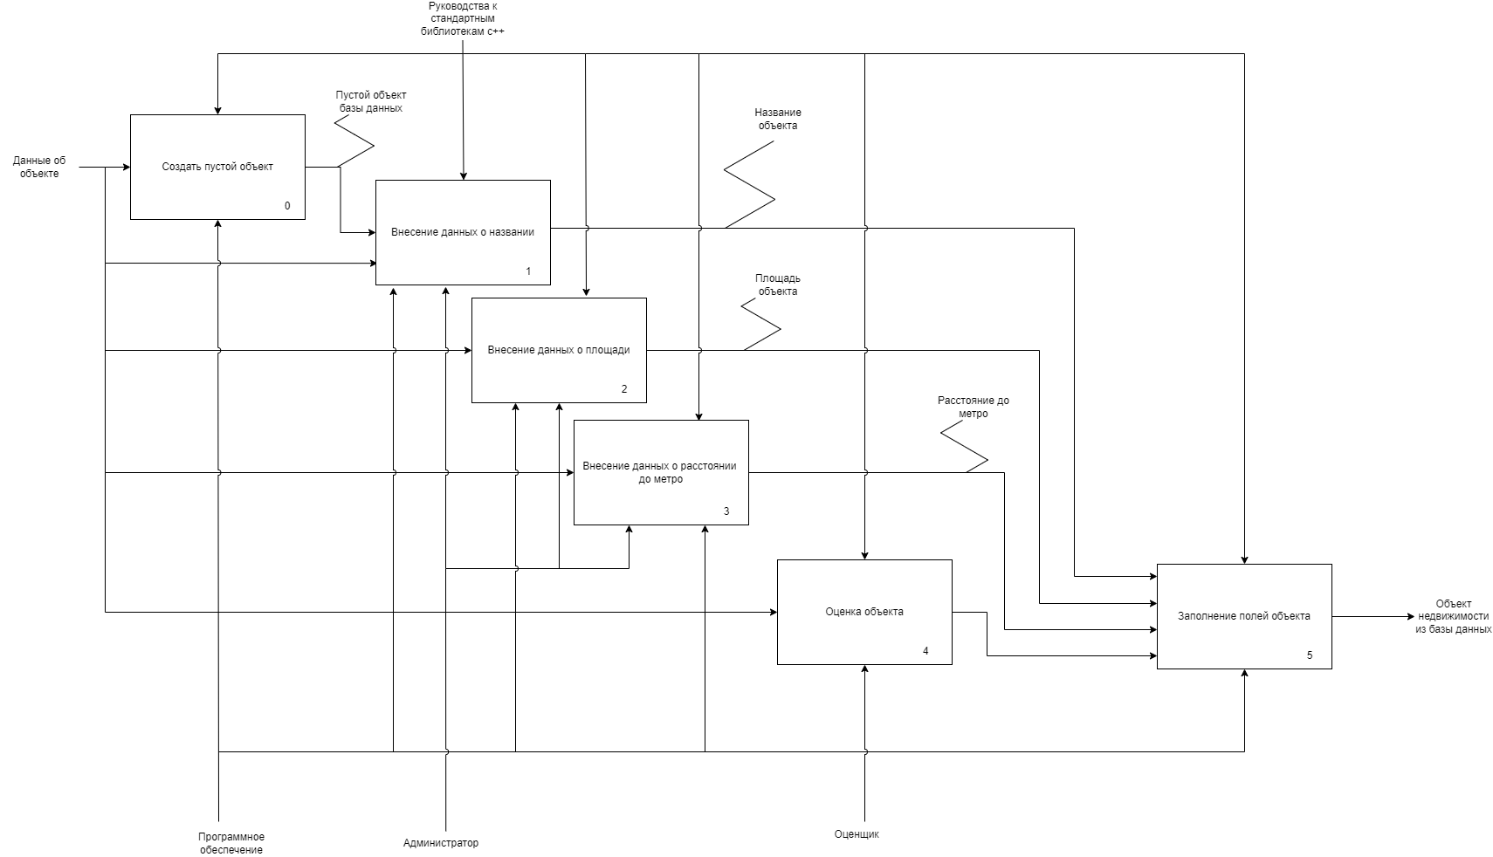 Руководства к
стандартным
библиотекам с++
Пустой объект
базы данных
Название
объекта
Данные об
объекте
Создать пустой объект
0
Внесение данных о названии
1
Площадь
объекта
Внесение данных о площади
2
Расстояние до
метро
Внесение данных о расстоянии
до метро
3
Оценка объекта
4
Заполнение полей объекта
5
Объект
недвижимости
из базы данных
Программное
обеспечение
Администратор
Оценщик